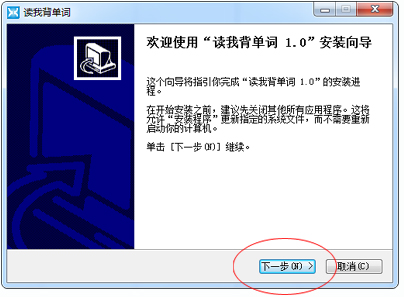 读我背单词
欢迎使用“读我背单词 1.0”安装向导
这个向导将指引你完成“读我背单词 1.0”的安装进
程。
在开始安装之前，建议先关闭其他所有应用程序。这将
允许“安装程序”更新指定的系统文件，而不需要重新
启动你的计算机。
单击 [下一步(N)] 继续。
下一步(N) >
取消(C)